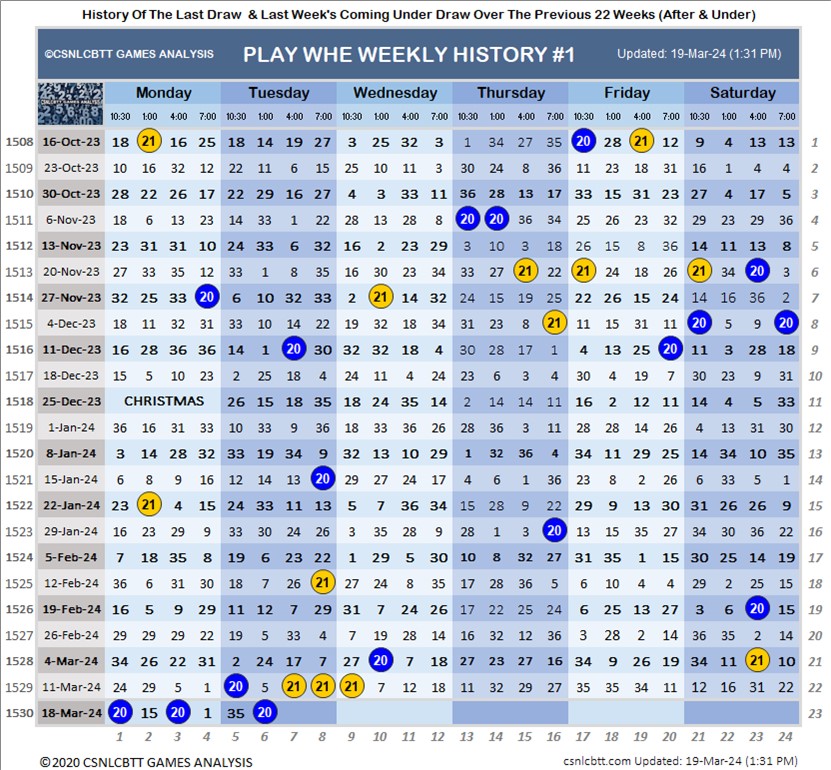 History Of The Last Draw & Last Week's Coming Under Draw Over The Previous 22 Weeks (After & Under)
©CSNLCBTT GAMES ANALYSIS PLAY WHE WEEKLY HISTORY #1 Updated: 19-Mar-24 (1:31 PM)
CSNLCBTT GAMES ANALYSIS Monday Tuesday Wednesday Thursday Friday Saturday
10:30 1:00 4:00 7:00 10:30 1:00 4:00 7:00 10:30 1:00 4:00 7:00 10:30 1:00 4:00 7:00 10:30 1:00 4:00 7:00 10:30 1:00 4:00 7:00
1508 16-Oct-23 18 21 16 25 18 14 19 27 3 25 32 3 1 34 27 35 20 28 21 12 9 4 13 13 1
1509 23-Oct-23 10 16 32 12 22 11 6 15 25 10 11 3 30 24 8 36 11 23 18 31 16 1 4 4 2
1510 30-Oct-23 28 22 26 17 22 29 16 27 4 3 33 11 36 28 13 17 33 15 31 23 27 4 17 5 3
1511 6-Nov-23 18 6 13 23 14 33 1 22 28 13 28 8 20 20 36 34 25 26 23 32 29 23 29 36 4
1512 13-Nov-23 23 31 31 10 24 33 6 32 16 2 23 29 3 10 3 18 26 15 8 36 14 11 13 8 5
1513 20-Nov-23 27 33 35 12 33 1 8 35 16 30 23 34 33 27 21 22 21 24 18 26 21 34 20 3 6
1514 27-Nov-23 32 25 33 20 6 10 32 33 2 21 14 32 24 15 19 25 22 26 15 24 14 16 36 2 7
1515 4-Dec-23 18 11 32 31 33 10 14 22 19 32 18 34 31 23 8 21 11 15 31 11 20 5 9 20 8
1516 11-Dec-23 16 28 36 36 14 1 20 30 32 32 18 4 30 28 17 1 4 13 25 20 11 28 18 9
1517 18-Dec-23 15 5 10 23 2 25 18 4 24 11 4 24 23 6 3 4 30 4 19 7 30 23 9 31 10
1518 25-Dec-23 CHRISTMAS 26 15 18 35 18 24 35 14 2 14 14 11 16 2 12 11 14 4 5 33 11
1519 1-Jan-24 36 16 31 33 10 33 9 36 18 33 36 26 28 36 3 11 28 28 14 26 4 13 31 30 12
1520 8-Jan-24 3 14 28 32 33 19 34 9 32 13 10 29 1 32 36 4 34 11 29 25 14 34 10 35 13
1521 15-Jan-24 6 8 9 16 12 14 13 20 29 27 24 17 4 6 1 36 23 8 2 26 6 33 5 1 14
1522 22-Jan-24 23 21 4 15 24 33 11 13 5 7 36 34 15 28 9 22 29 9 13 30 31 26 26 9 15
1523 29-Jan-24 16 23 29 9 33 30 5 26 3 35 28 9 28 1 3 20 13 15 35 27 34 30 36 22 16
1524 5-Feb-24 7 18 35 8 19 6 23 22 1 29 5 30 10 8 32 27 31 35 1 15 30 25 14 19 17
1525 12-Feb-24 36 6 31 30 18 7 26 21 27 24 8 35 17 28 36 5 6 10 4 4 29 2 25 15 18
1526 19-Feb-24 16 5 9 29 11 12 7 29 31 7 24 26 17 22 25 24 6 25 13 27 3 6 20 15 19
1527 26-Feb-24 29 29 29 22 19 5 33 4 7 19 28 14 16 32 12 36 3 28 2 14 36 35 2 14 20
1528 4-Mar-24 34 26 22 31 2 24 17 7 27 20 7 18 27 23 27 16 34 9 26 19 34 11 21 10 21
1529 11-Mar-24 24 29 5 1 20 5 21 21 21 7 12 18 11 32 29 27 35 35 34 11 12 16 31 22 22
1530 18-Mar-24 20 15 20 1 35 20 23
1 2 3 4 5 6 7 8 9 10 11 12 13 14 15 16 17 18 19 20 21 22 23 24
©2020 CSNLCBTT GAMES ANALYSIS csnlcbtt.com Updated: 19-Mar-24 (1:31 PM)